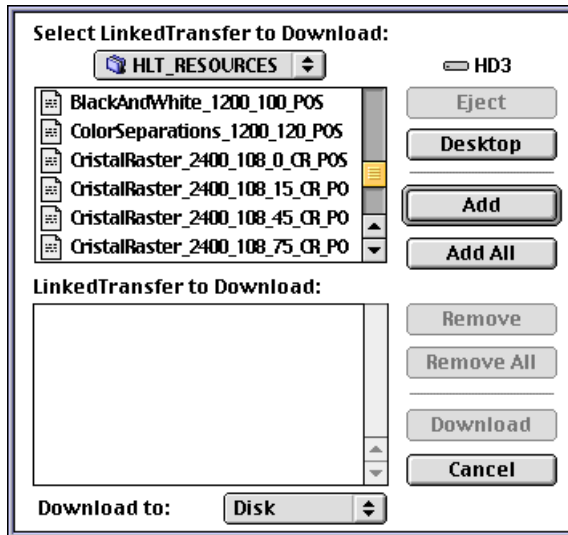 Select LinkedTransfer to Download:
HLT_RESOURCES
HD3
BlackAndWhite_1200_100_POS
Eject
ColorSeparations_1200_120_POS
Desktop
CristalRaster_2400_108_0_CR_POS
CristalRaster_2400_108_15_CR_PO
Add
CristalRaster_2400_108_45_CR_PO
CristalRaster_2400_108_75_CR_PO
Add All
LinkedTransfer to Download:
Remove
Remove All
Download
Cancel
Download to:
Disk